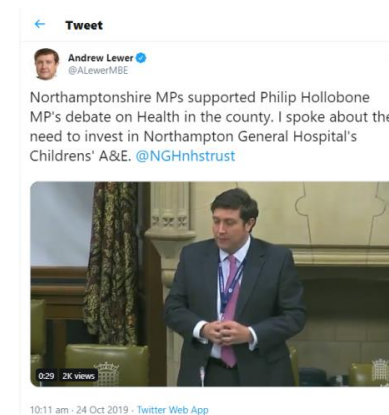 Tweet
Andrew Lewer
@ALewerMBE
Northamptonshire MPs supported Philip Hollobone
MP's debate on Health in the county. I spoke about the
need to invest in Northampton General Hospital's
Childrens' A&E. @NGHnhstrust
0:29 2K views
10:11 am · 24 Oct 2019 · Twitter Web App